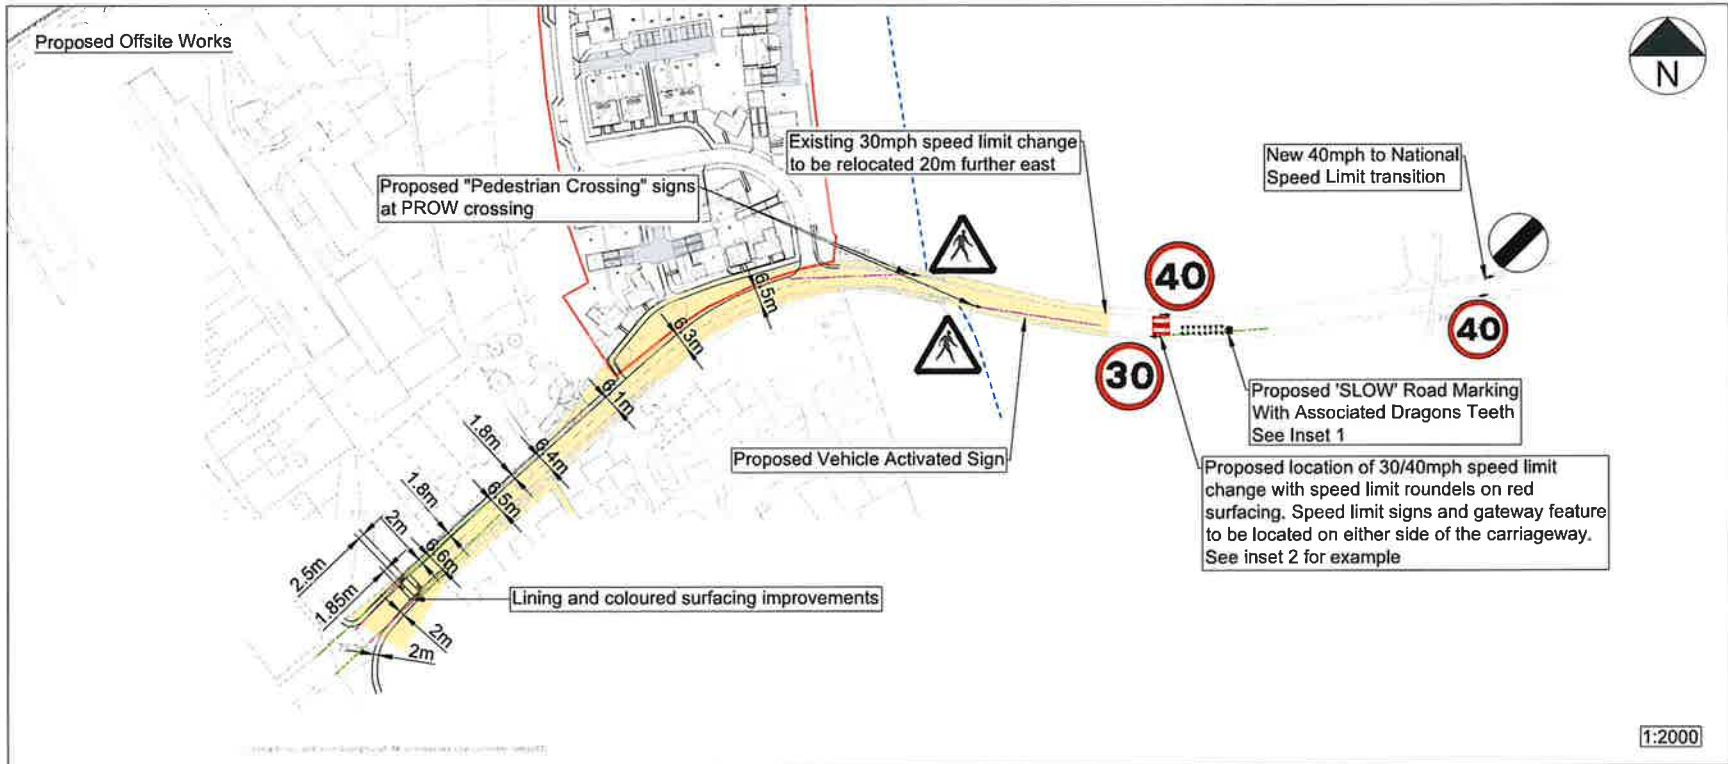 Proposed Offsite Works
N
Existing 30mph speed limit change
to be relocated 20m further east
New 40mph to National
Speed Limit transition
Proposed "Pedestrian Crossing" signs
at PROW crossing
40
40
30
6.5m
6.3m
6.1m
6.4m
6.5m
6.6m
1.8m
1.8m
2m
2.5m
1.85m
2m
2m
Proposed 'SLOW' Road Marking
With Associated Dragons Teeth
See Inset 1
Proposed Vehicle Activated Sign
Proposed location of 30/40mph speed limit
change with speed limit roundels on red
surfacing. Speed limit signs and gateway feature
to be located on either side of the carriageway.
See inset 2 for example
Lining and coloured surfacing improvements
1:2000